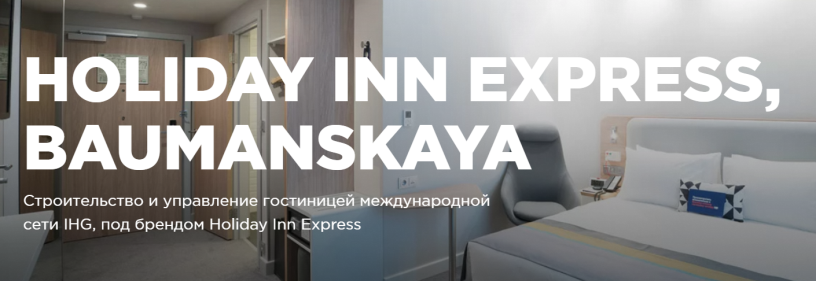 HOLIDAY INN EXPRESS,
BAUMANSKAYA
Строительство и управление гостиницей международной
сети IHG, под брендом Holiday Inn Express